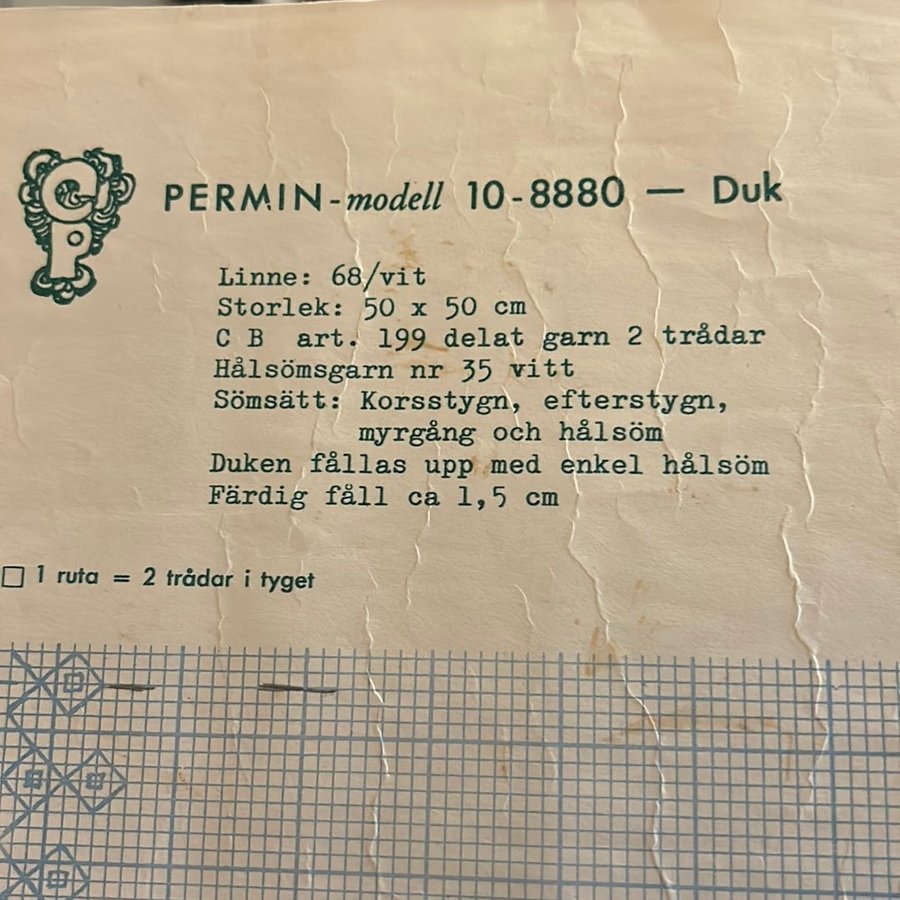 PERMIN-modell 10-8880 — Duk
Linne: 68/vit
Storlek: 50 x 50 cm
C B art. 199 delat garn 2 trådar
Hålsömsgarn nr 35 vitt
Sömsätt: Korsstygn, efterstygn,
myrgång och hålsöm
Duken fållas upp med enkel hålsöm
Färdig fåll ca 1,5 cm
□ 1 ruta = 2 trådar i tyget